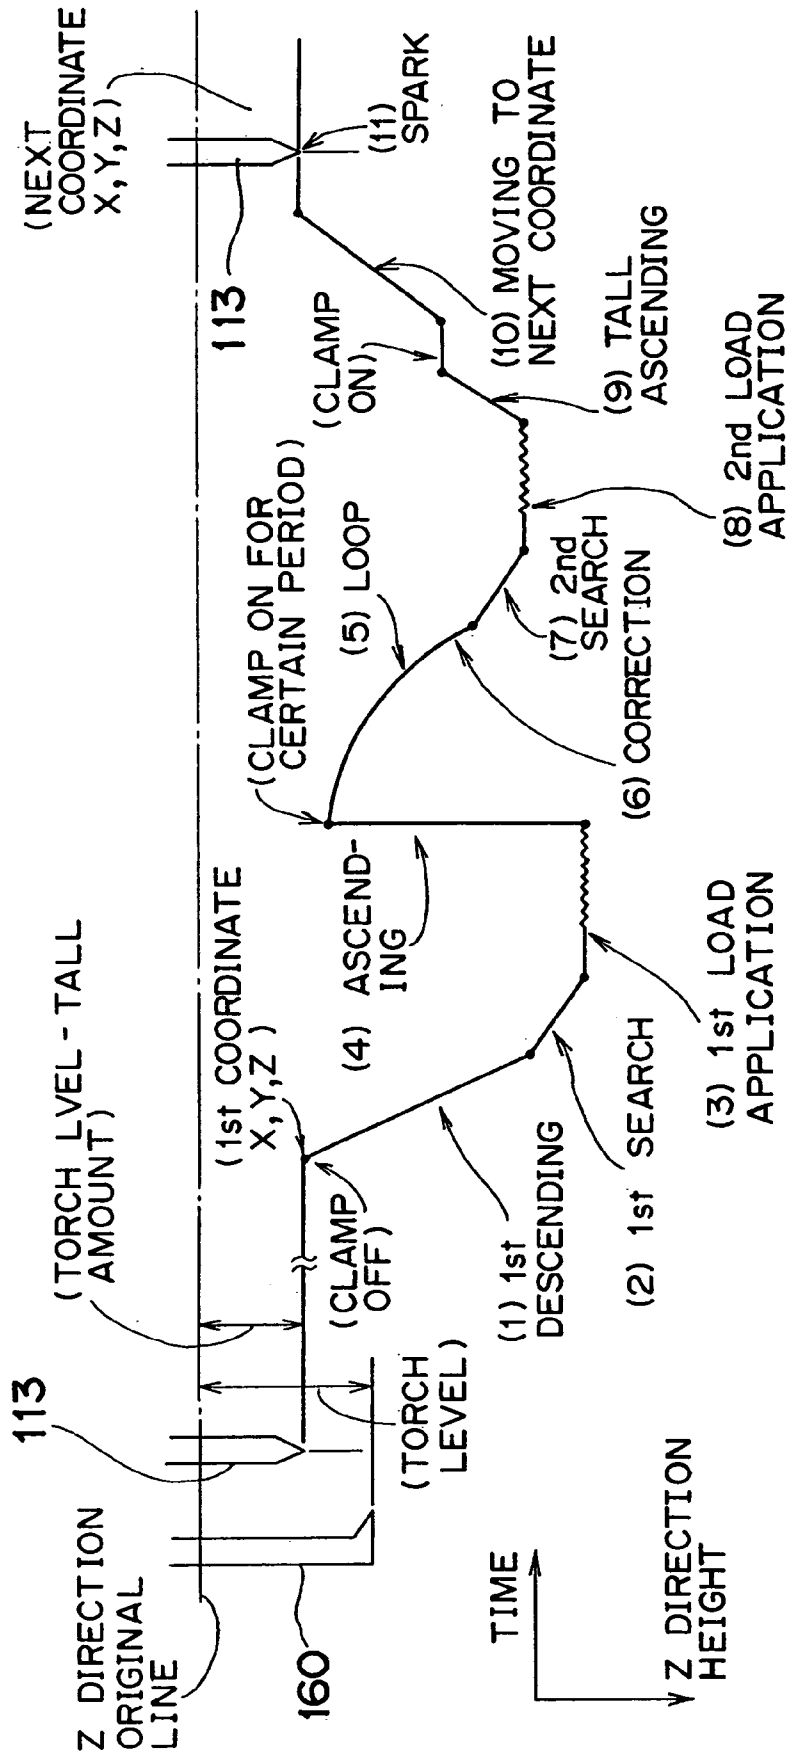 Z DIRECTION
ORIGINAL
LINE
113
160
(TORCH LVEL-TALL
AMOUNT)
(TORCH
LEVEL)
(CLAMP
OFF)
(1st COORDINATE
X,Y,Z)
(1) 1st
DESCENDING
(2) 1st SEARCH
(3) 1st LOAD
APPLICATION
(4) ASCEND-
ING
(CLAMP ON FOR
CERTAIN PERIOD)
(5) LOOP
(6) CORRECTION
(7) 2nd
SEARCH
(8) 2nd LOAD
APPLICATION
(9) TALL
ASCENDING
(CLAMP
ON)
(10) MOVING TO
NEXT COORDINATE
113
(11)
SPARK
(NEXT
COORDINATE
X,Y,Z)
TIME
Z DIRECTION
HEIGHT